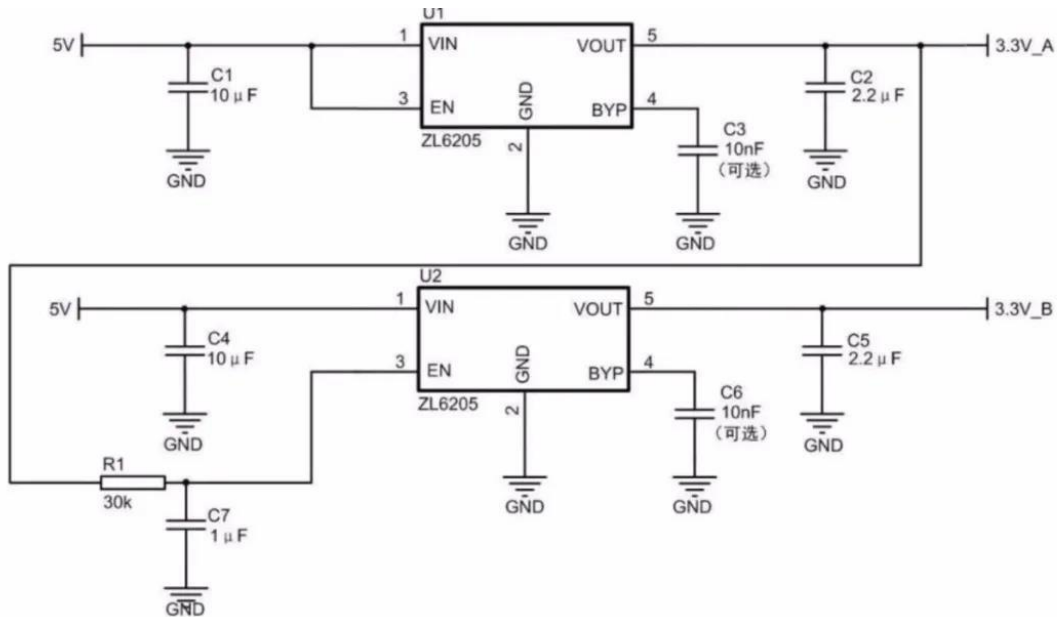 U1
5V
1
VIN
VOUT
5
3.3V_A
C1
10μF
C2
2.2μF
3
EN
GND
BYP
4
ZL6205
2
C3
10nF
(可选)
GND
GND
GND
GND
U2
5V
1
VIN
VOUT
5
3.3V_B
C4
10μF
C5
2.2μF
3
EN
GND
BYP
4
ZL6205
2
C6
10nF
(可选)
GND
GND
R1
30k
GND
GND
C7
1μF
GND